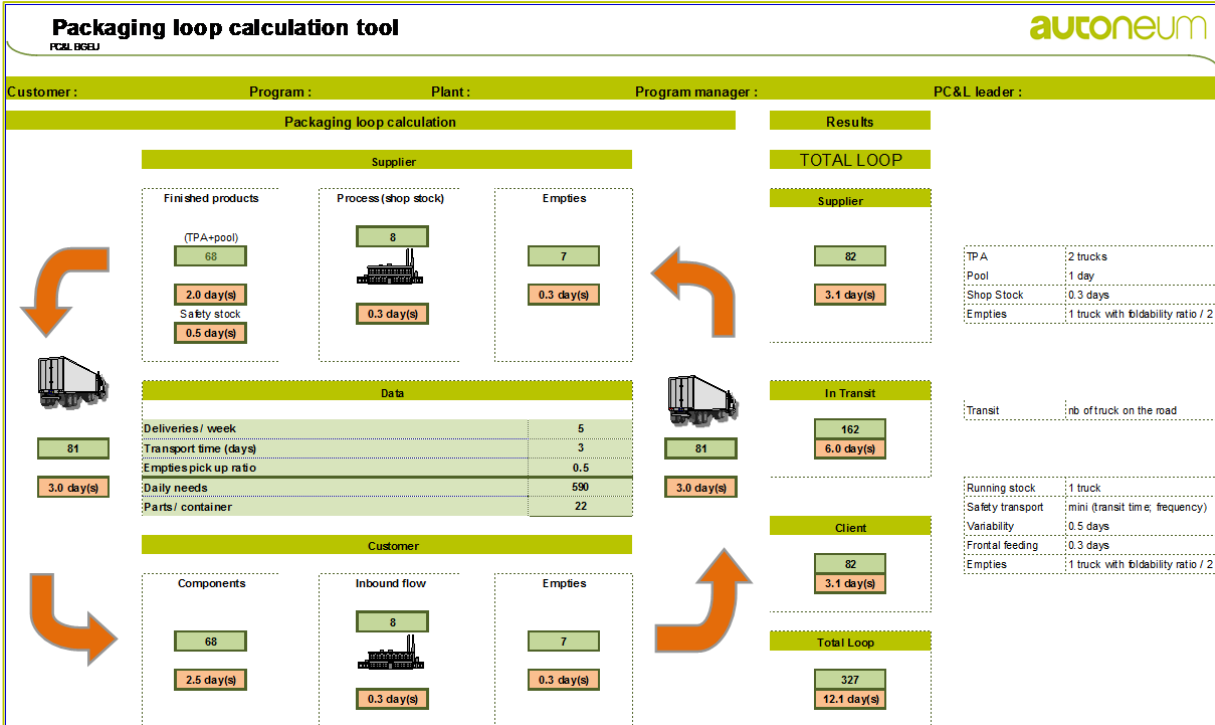 Packaging loop calculation tool
autoneum
Customer : Program : Plant : Program manager : PC&L leader :
Packaging loop calculation
Results
Supplier
TOTAL LOOP
Finished products
Process (shop stock)
Empties
Supplier
(TPA+pool)
68
8
7
82
2.0 day(s)
0.3 day(s)
0.3 day(s)
3.1 day(s)
Safety stock
0.5 day(s)
TPA 2 trucks
Pool 1 day
Shop Stock 0.3 days
Empties 1 truck with foldability ratio / 2
Data
In Transit
Deliveries / week 5
Transport time (days) 3
Empties pick up ratio 0.5
Daily needs 590
Parts / container 22
81
3.0 day(s)
81
3.0 day(s)
162
6.0 day(s)
Transit nb of truck on the road
Running stock 1 truck
Safety transport mini (transit time; frequency)
Variability 0.5 days
Frontal feeding 0.3 days
Empties 1 truck with foldability ratio / 2
Customer
Client
Components
Inbound flow
Empties
82
3.1 day(s)
68
8
7
2.5 day(s)
0.3 day(s)
0.3 day(s)
Total Loop
327
12.1 day(s)